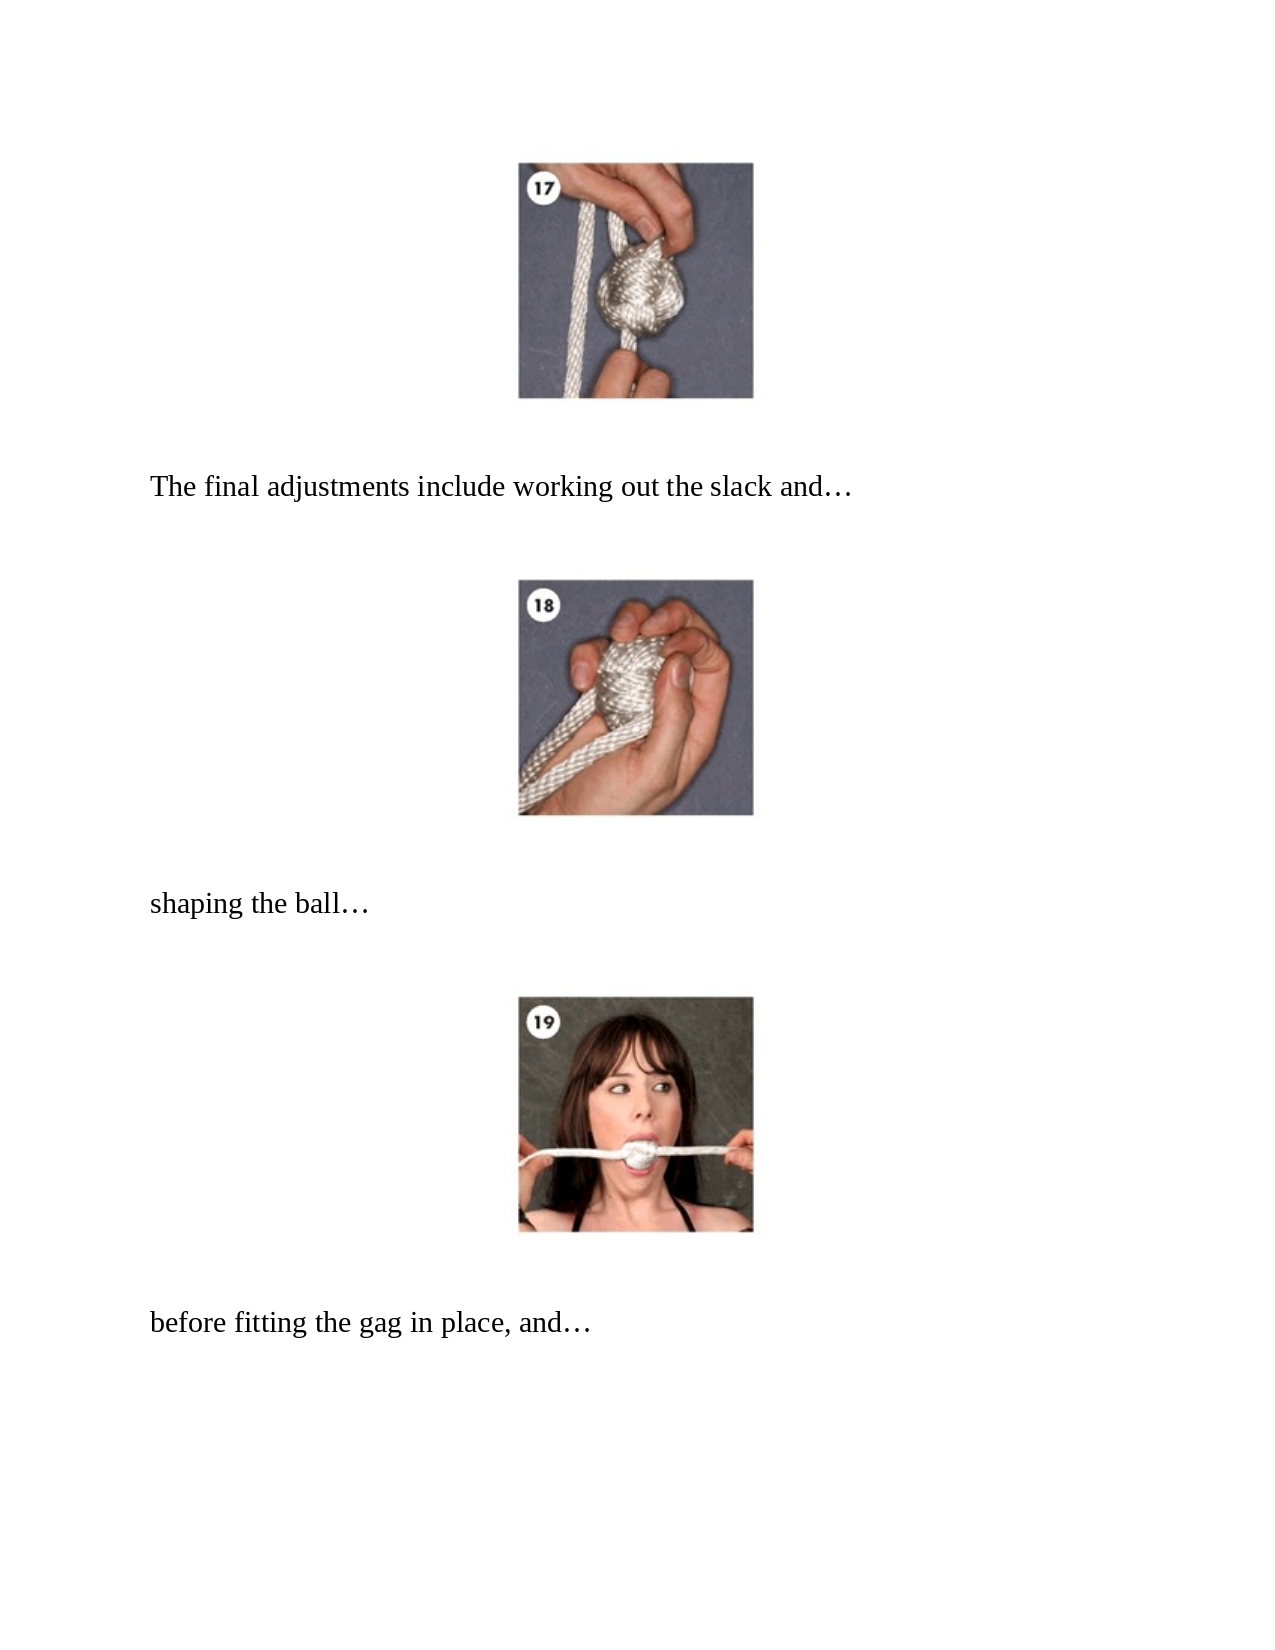 17
The final adjustments include working out the slack and…
18
shaping the ball…
19
before fitting the gag in place, and…